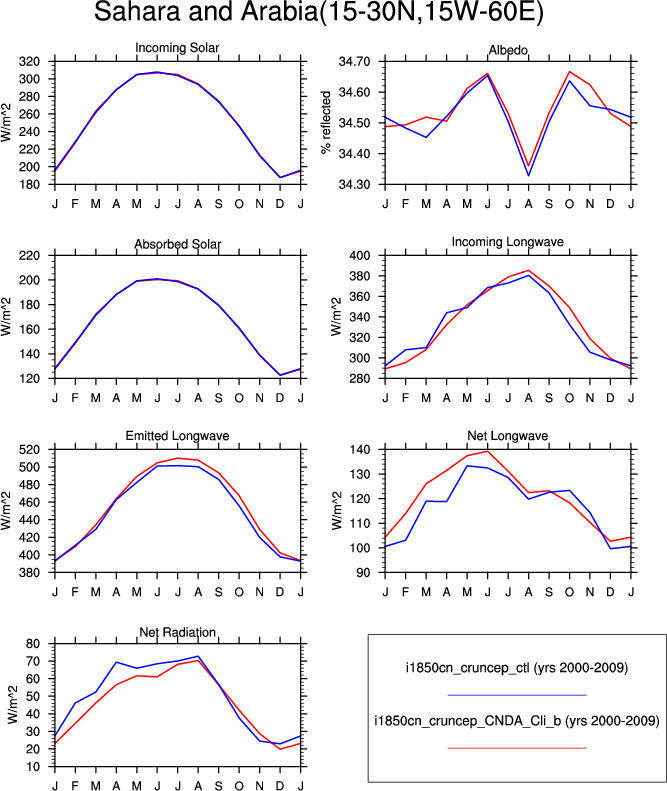 Sahara and Arabia(15-30N,15W-60E)
Incoming Solar
W/m^2
320
300
280
260
240
220
200
180
J F M A M J J A S O N D J
Albedo
% reflected
34.70
34.60
34.50
34.40
34.30
J F M A M J J A S O N D J
Absorbed Solar
W/m^2
220
200
180
160
140
120
J F M A M J J A S O N D J
Incoming Longwave
W/m^2
400
380
360
340
320
300
280
J F M A M J J A S O N D J
Emitted Longwave
W/m^2
520
500
480
460
440
420
400
380
J F M A M J J A S O N D J
Net Longwave
W/m^2
140
130
120
110
100
90
J F M A M J J A S O N D J
Net Radiation
W/m^2
80
70
60
50
40
30
20
10
J F M A M J J A S O N D J
i1850cn_cruncep_ctl (yrs 2000-2009)
i1850cn_cruncep_CNDA_Cli_b (yrs 2000-2009)